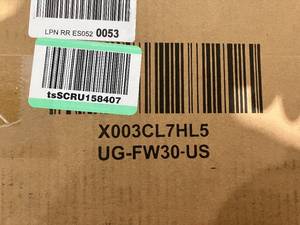 LPN RR ES052 0053
tsSCRU158407
X003CL7HL5
UG-FW30-US